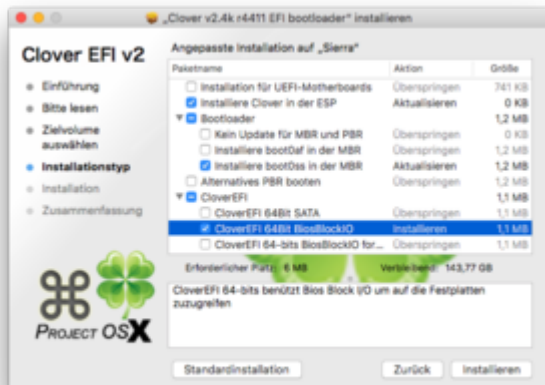 „Clover v2.4k r4411 EFI bootloader“ installieren
Clover EFI v2
Angepasste Installation auf „Sierra“
Paketname Aktion Größe
Installation für UEFI-Motherboards Überspringen 741 KB
Installiere Clover in der ESP Aktualisieren 0 KB
Bootloader 1,2 MB
Kein Update für MBR und PBR Überspringen 0 KB
Installiere boot0af in der MBR Überspringen 1,2 MB
Installiere boot0ss in der MBR Aktualisieren 1,2 MB
Alternatives PBR booten Überspringen 1,2 MB
CloverEFI 1,1 MB
CloverEFI 64Bit SATA Überspringen 1,1 MB
CloverEFI 64Bit BiosBlockIO Installieren 1,1 MB
CloverEFI 64-bits BiosBlockIO for... Überspringen 1,1 MB
Einführung
Bitte lesen
Zielvolume
auswählen
Installationstyp
Installation
Zusammenfassung
Erforderlicher Platz: 6 MB Verbleibend: 143,77 GB
CloverEFI 64-bits benützt Bios Block I/O um auf die Festplatten
zuzugreifen
PROJECT OSX
Standardinstallation Zurück Installieren